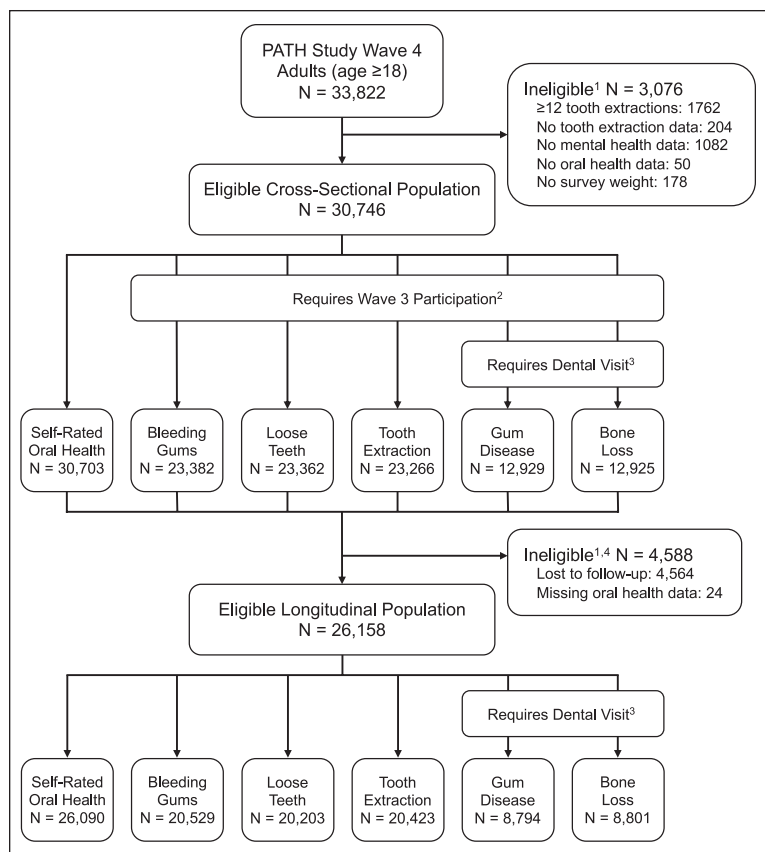 PATH Study Wave 4
Adults (age ≥18)
N = 33,822
Ineligible¹ N = 3,076
≥12 tooth extractions: 1762
No tooth extraction data: 204
No mental health data: 1082
No oral health data: 50
No survey weight: 178
Eligible Cross-Sectional Population
N = 30,746
Requires Wave 3 Participation²
Requires Dental Visit³
Self-Rated
Oral Health
N = 30,703
Bleeding
Gums
N = 23,382
Loose
Teeth
N = 23,362
Tooth
Extraction
N = 23,266
Gum
Disease
N = 12,929
Bone
Loss
N = 12,925
Ineligible¹,⁴ N = 4,588
Lost to follow-up: 4,564
Missing oral health data: 24
Eligible Longitudinal Population
N = 26,158
Requires Dental Visit³
Self-Rated
Oral Health
N = 26,090
Bleeding
Gums
N = 20,529
Loose
Teeth
N = 20,203
Tooth
Extraction
N = 20,423
Gum
Disease
N = 8,794
Bone
Loss
N = 8,801